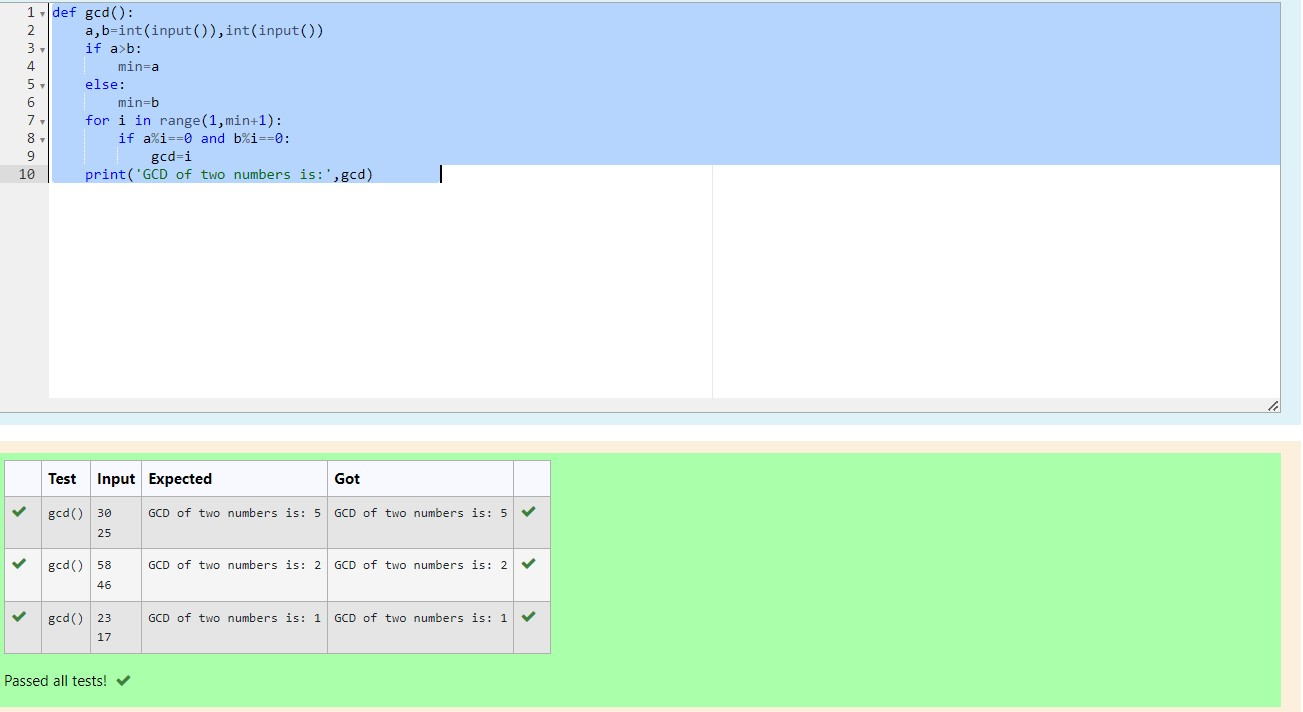 1 def gcd():
2     a,b=int(input()),int(input())
3     if a>b:
4         min=a
5     else:
6         min=b
7     for i in range(1,min+1):
8         if a%i==0 and b%i==0:
9             gcd=i
10     print('GCD of two numbers is:',gcd)
Test Input Expected Got
gcd() 30 GCD of two numbers is: 5 GCD of two numbers is: 5
25
gcd() 58 GCD of two numbers is: 2 GCD of two numbers is: 2
46
gcd() 23 GCD of two numbers is: 1 GCD of two numbers is: 1
17
Passed all tests!